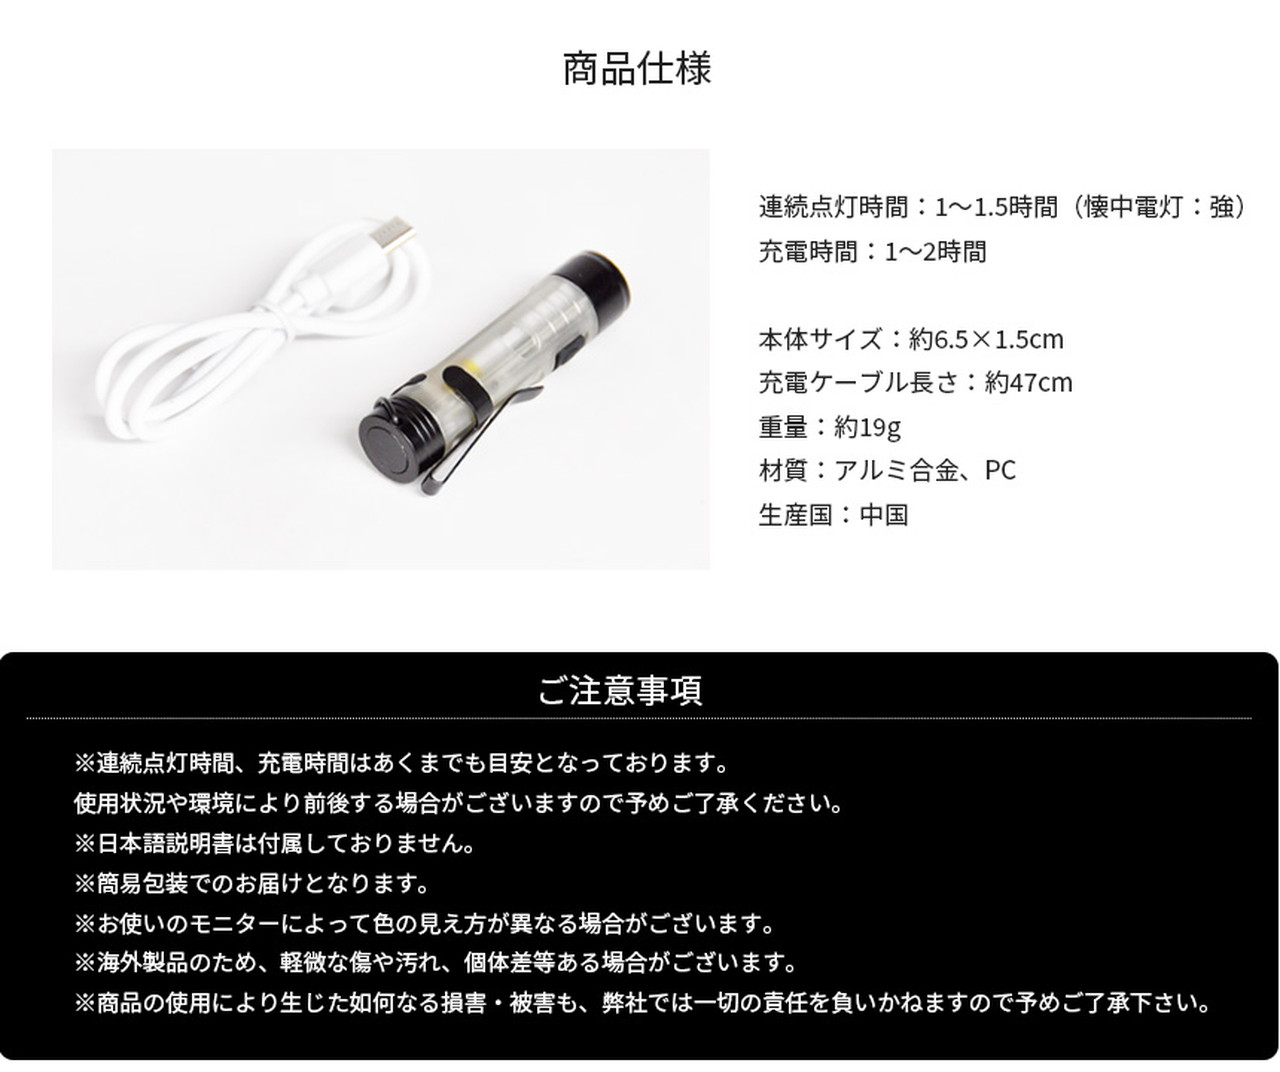 商品仕様
連続点灯時間：1〜1.5時間（懐中電灯：強）
充電時間：1〜2時間
本体サイズ：約6.5×1.5cm
充電ケーブル長さ：約47cm
重量：約19g
材質：アルミ合金、PC
生産国：中国
ご注意事項
※連続点灯時間、充電時間はあくまでも目安となっております。
使用状況や環境により前後する場合がございますので予めご了承ください。
※日本語説明書は付属しておりません。
※簡易包装でのお届けとなります。
※お使いのモニターによって色の見え方が異なる場合がございます。
※海外製品のため、軽微な傷や汚れ、個体差等ある場合がございます。
※商品の使用により生じた如何なる損害・被害も、弊社では一切の責任を負いかねますので予めご了承下さい。